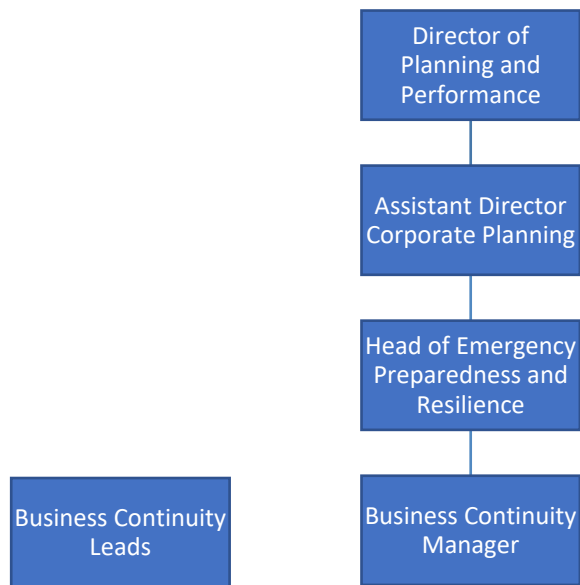 Director of
Planning and
Performance
Assistant Director
Corporate Planning
Head of Emergency
Preparedness and
Resilience
Business Continuity
Leads
Business Continuity
Manager